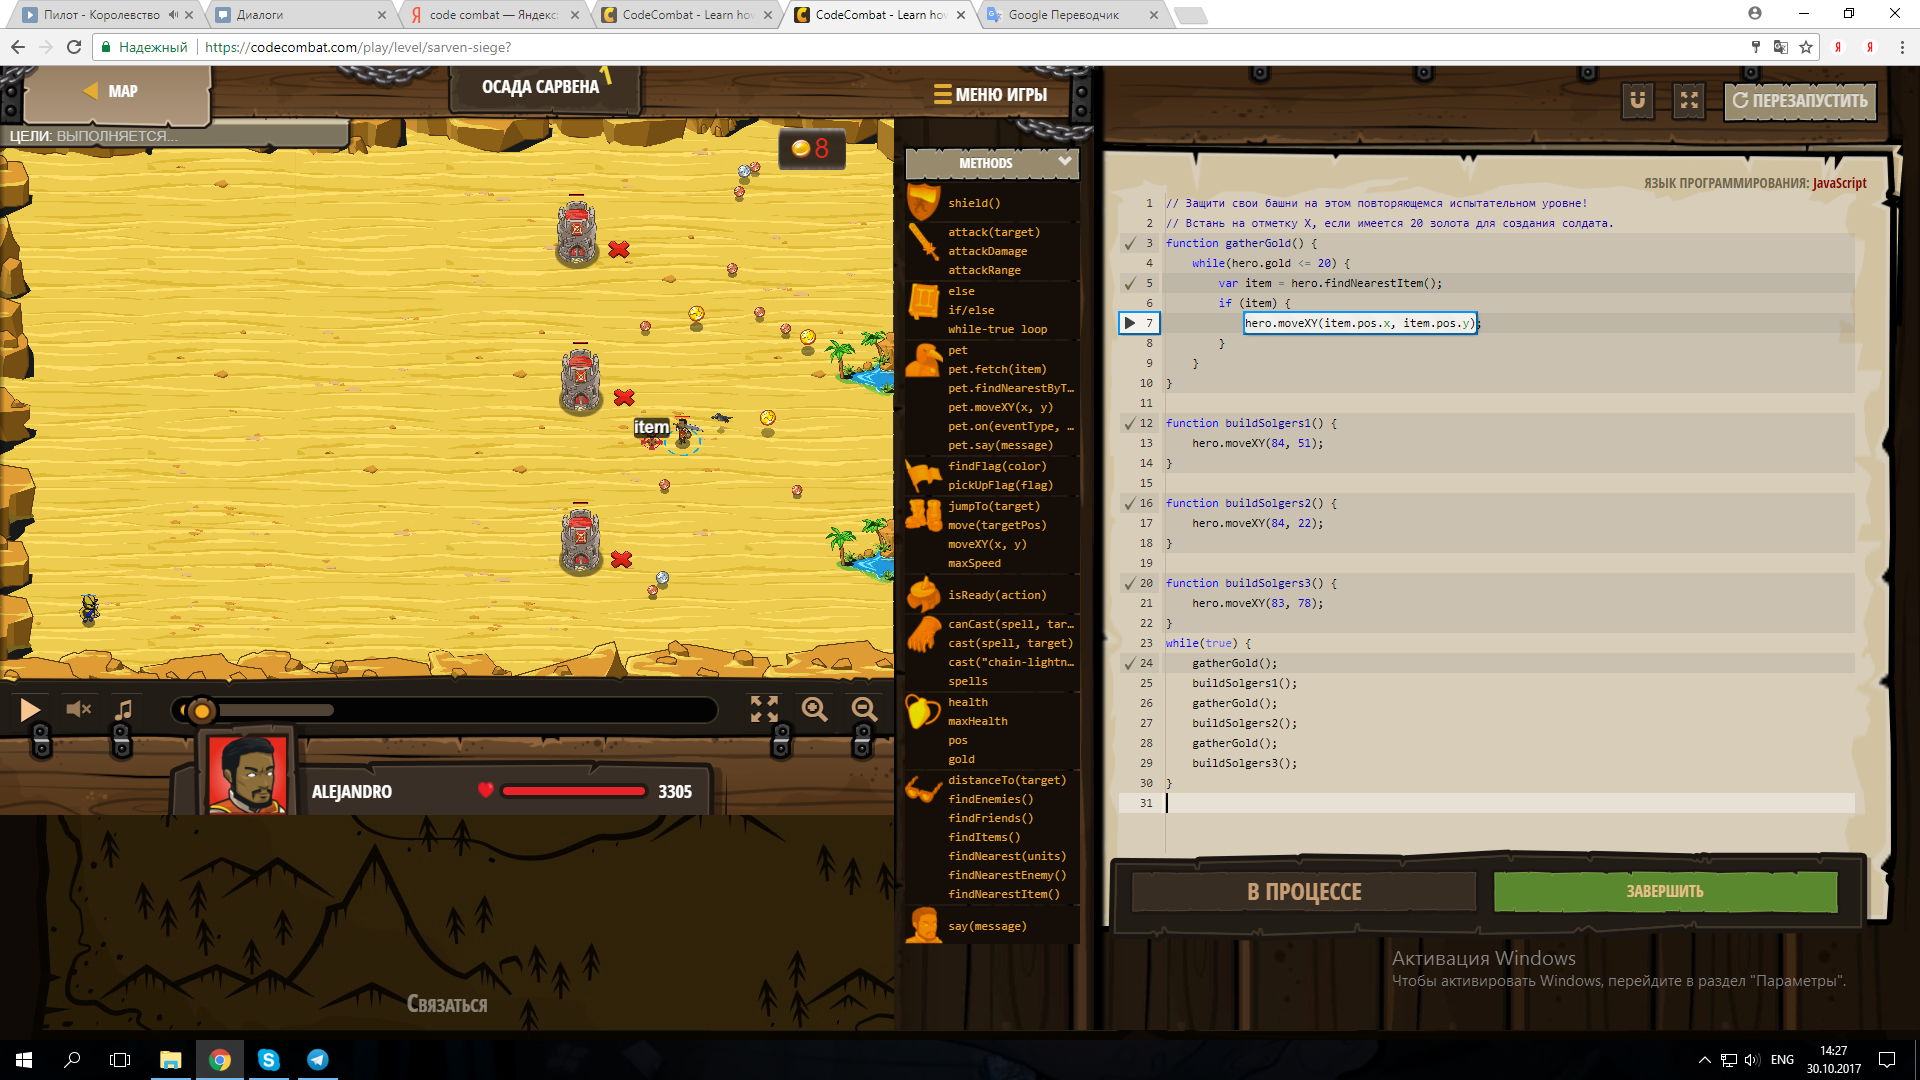 Пилот - Королевство
Диалоги
code combat — Яндекс
CodeCombat - Learn how
CodeCombat - Learn how
Google Переводчик
Надежный
https://codecombat.com/play/level/sarven-siege?
MAP
ОСАДА САРВЕНА
1
МЕНЮ ИГРЫ
ПЕРЕЗАПУСТИТЬ
ЦЕЛИ: ВЫПОЛНЯЕТСЯ...
8
item
METHODS
shield()
attack(target)
attackDamage
attackRange
else
if/else
while-true loop
pet
pet.fetch(item)
pet.findNearestByT…
pet.moveXY(x, y)
pet.on(eventType, …
pet.say(message)
findFlag(color)
pickUpFlag(flag)
jumpTo(target)
move(targetPos)
moveXY(x, y)
maxSpeed
isReady(action)
canCast(spell, tar…
cast(spell, target)
cast("chain-lightn…
spells
health
maxHealth
pos
gold
distanceTo(target)
findEnemies()
findFriends()
findItems()
findNearest(units)
findNearestEnemy()
findNearestItem()
say(message)
ЯЗЫК ПРОГРАММИРОВАНИЯ: JavaScript
1 // Защити свои башни на этом повторяющемся испытательном уровне!
2 // Встань на отметку X, если имеется 20 золота для создания солдата.
3 function gatherGold() {
4 while(hero.gold <= 20) {
5 var item = hero.findNearestItem();
6 if (item) {
7 hero.moveXY(item.pos.x, item.pos.y);
8 }
9 }
10 }
11
12 function buildSolgers1() {
13 hero.moveXY(84, 51);
14 }
15
16 function buildSolgers2() {
17 hero.moveXY(84, 22);
18 }
19
20 function buildSolgers3() {
21 hero.moveXY(83, 78);
22 }
23 while(true) {
24 gatherGold();
25 buildSolgers1();
26 gatherGold();
27 buildSolgers2();
28 gatherGold();
29 buildSolgers3();
30 }
31
В ПРОЦЕССЕ
ЗАВЕРШИТЬ
ALEJANDRO
3305
Связаться
Активация Windows
Чтобы активировать Windows, перейдите в раздел "Параметры".
ENG
14:27
30.10.2017